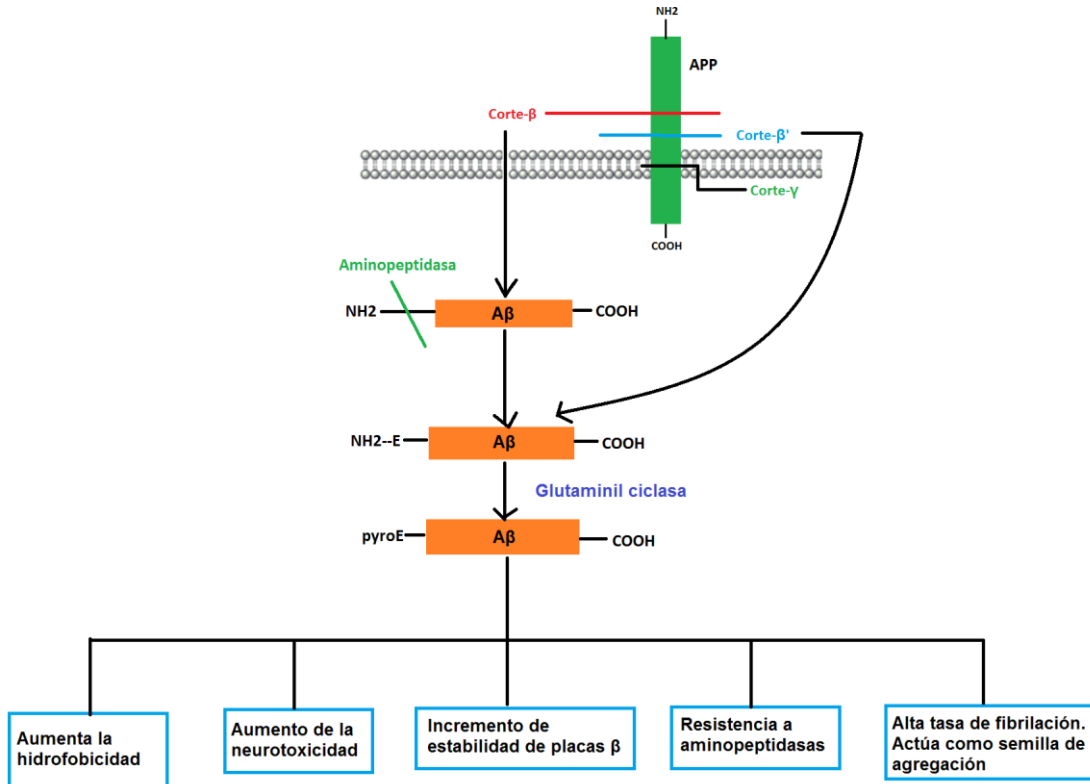 NH2
APP
Corte-β
Corte-β'
Corte-γ
COOH
Aminopeptidasa
NH2
Aβ
COOH
NH2--E
Aβ
COOH
Glutaminil ciclasa
pyroE
Aβ
COOH
Aumenta la
hidrofobicidad
Aumento de la
neurotoxicidad
Incremento de
estabilidad de placas β
Resistencia a
aminopeptidasas
Alta tasa de fibrilación.
Actúa como semilla de
agregación